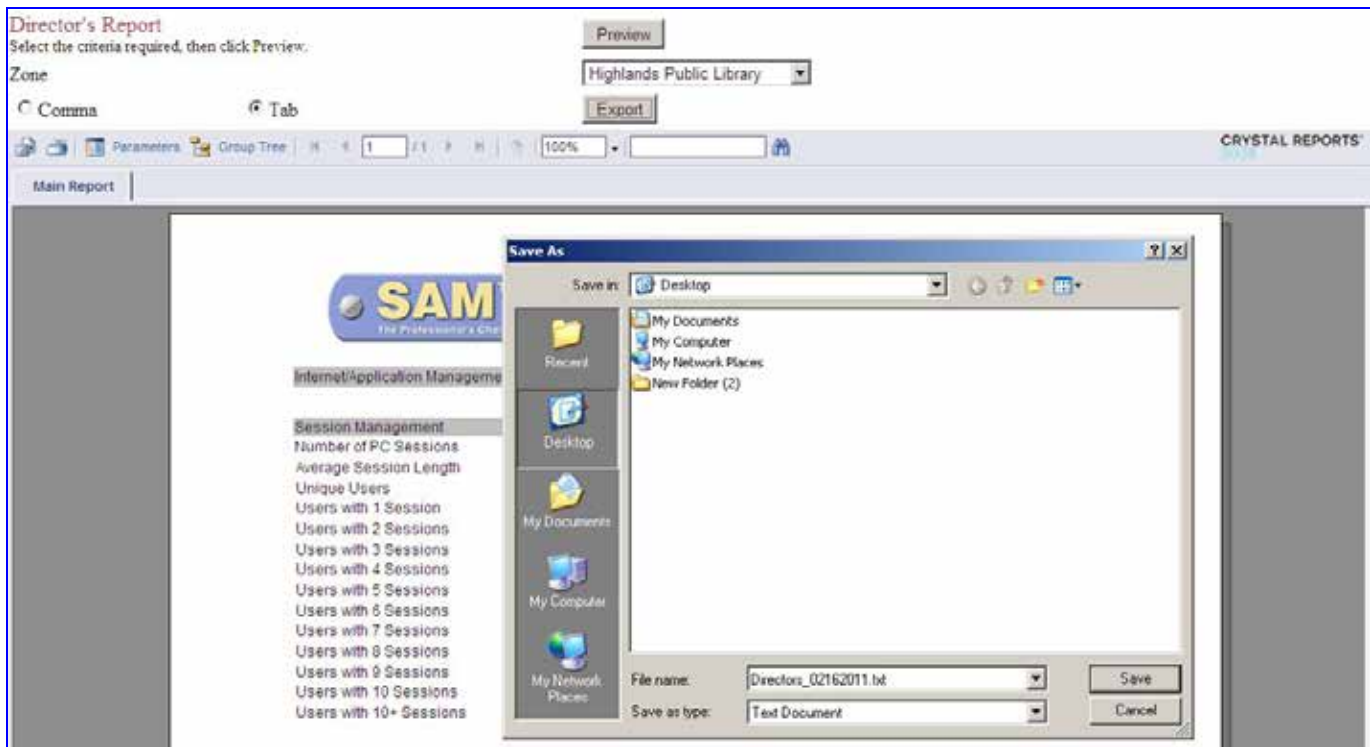 Director's Report
Select the criteria required, then click Preview.
Preview
Zone
Highlands Public Library
Comma
Tab
Export
Parameters
Group Tree
1
/ 1
100%
CRYSTAL REPORTS
Main Report
SAM
The Professional's
Internet/Application Manageme
Session Management
Number of PC Sessions
Average Session Length
Unique Users
Users with 1 Session
Users with 2 Sessions
Users with 3 Sessions
Users with 4 Sessions
Users with 5 Sessions
Users with 6 Sessions
Users with 7 Sessions
Users with 8 Sessions
Users with 9 Sessions
Users with 10 Sessions
Users with 10+ Sessions
Save As
Save in:
Desktop
Recent
Desktop
My Documents
My Computer
My Network
Places
My Documents
My Computer
My Network Places
New Folder (2)
File name:
Directors_02162011.txt
Save
Save as type:
Text Document
Cancel